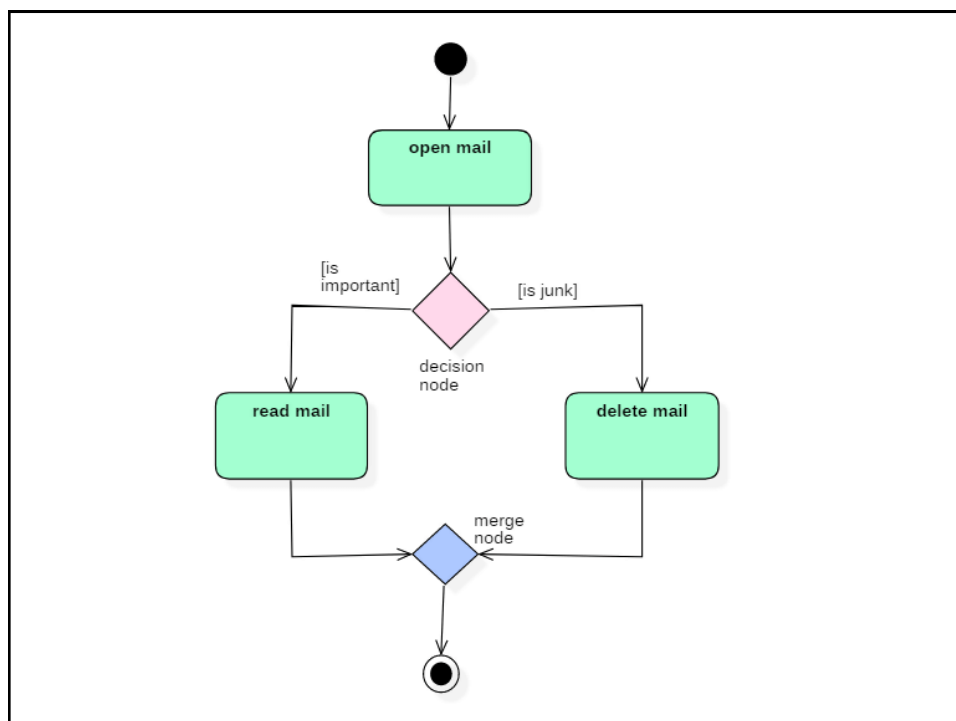 open mail
[is
important]
[is junk]
decision
node
read mail
delete mail
merge
node